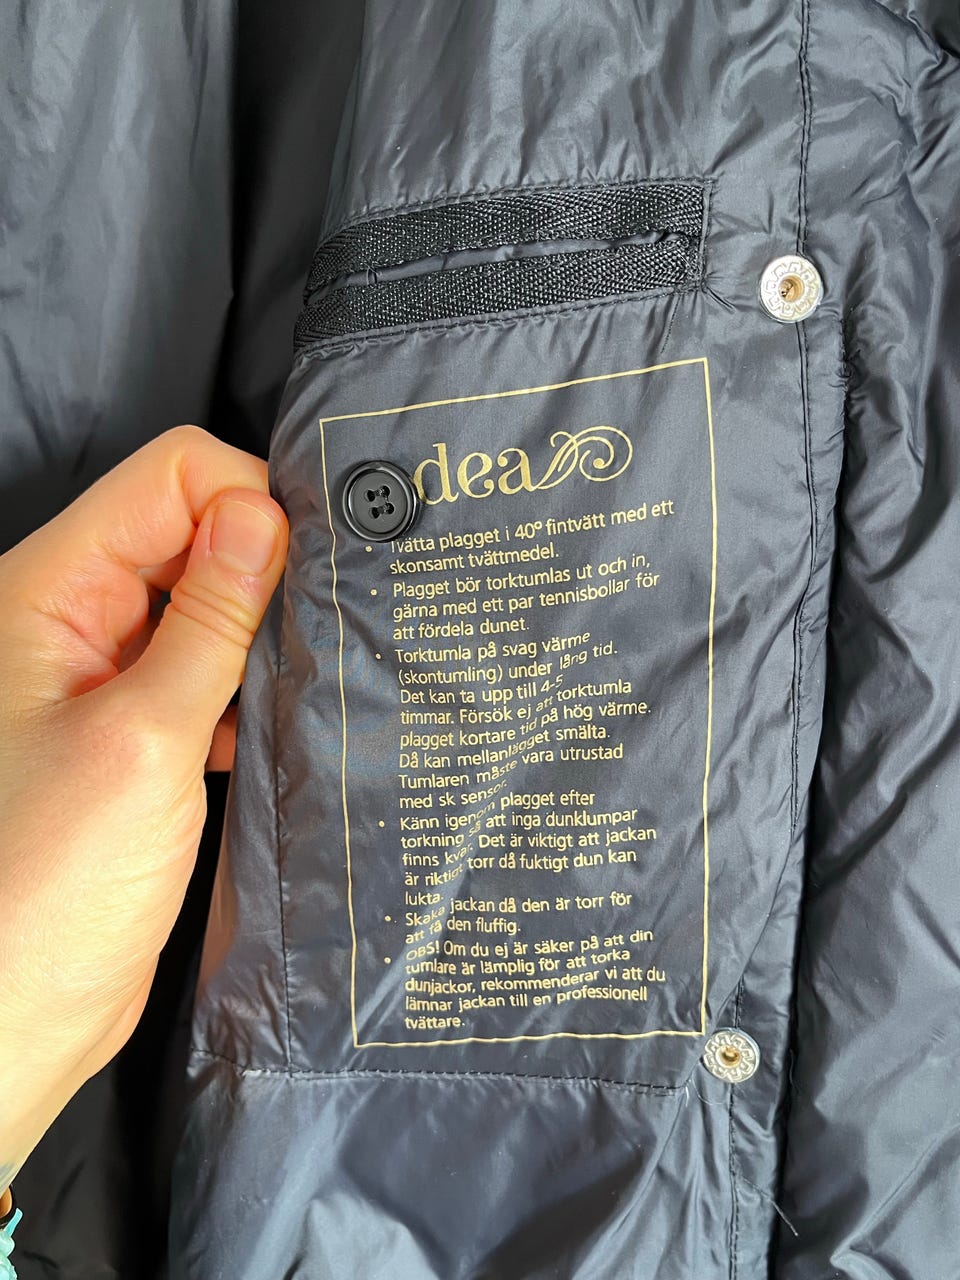 dea
• Tvätta plagget i 40° fintvätt med ett
skonsamt tvättmedel.
• Plagget bör torktumlas ut och in,
gärna med ett par tennisbollar för
att fördela dunet.
• Torktumla på svag värme
(skontumling) under lång tid.
Det kan ta upp till 4-5
timmar. Försök ej att torktumla
plagget kortare tid på hög värme.
Då kan mellanlägget smälta.
Tumlaren måste vara utrustad
med sk sensor.
• Känn igenom plagget efter
torkning så att inga dunklumpar
finns kvar. Det är viktigt att jackan
är riktigt torr då fuktigt dun kan
lukta.
• Skaka jackan då den är torr för
att få den fluffig.
• OBS! Om du ej är säker på att din
tumlare är lämplig för att torka
dunjackor, rekommenderar vi att du
lämnar jackan till en professionell
tvättare.